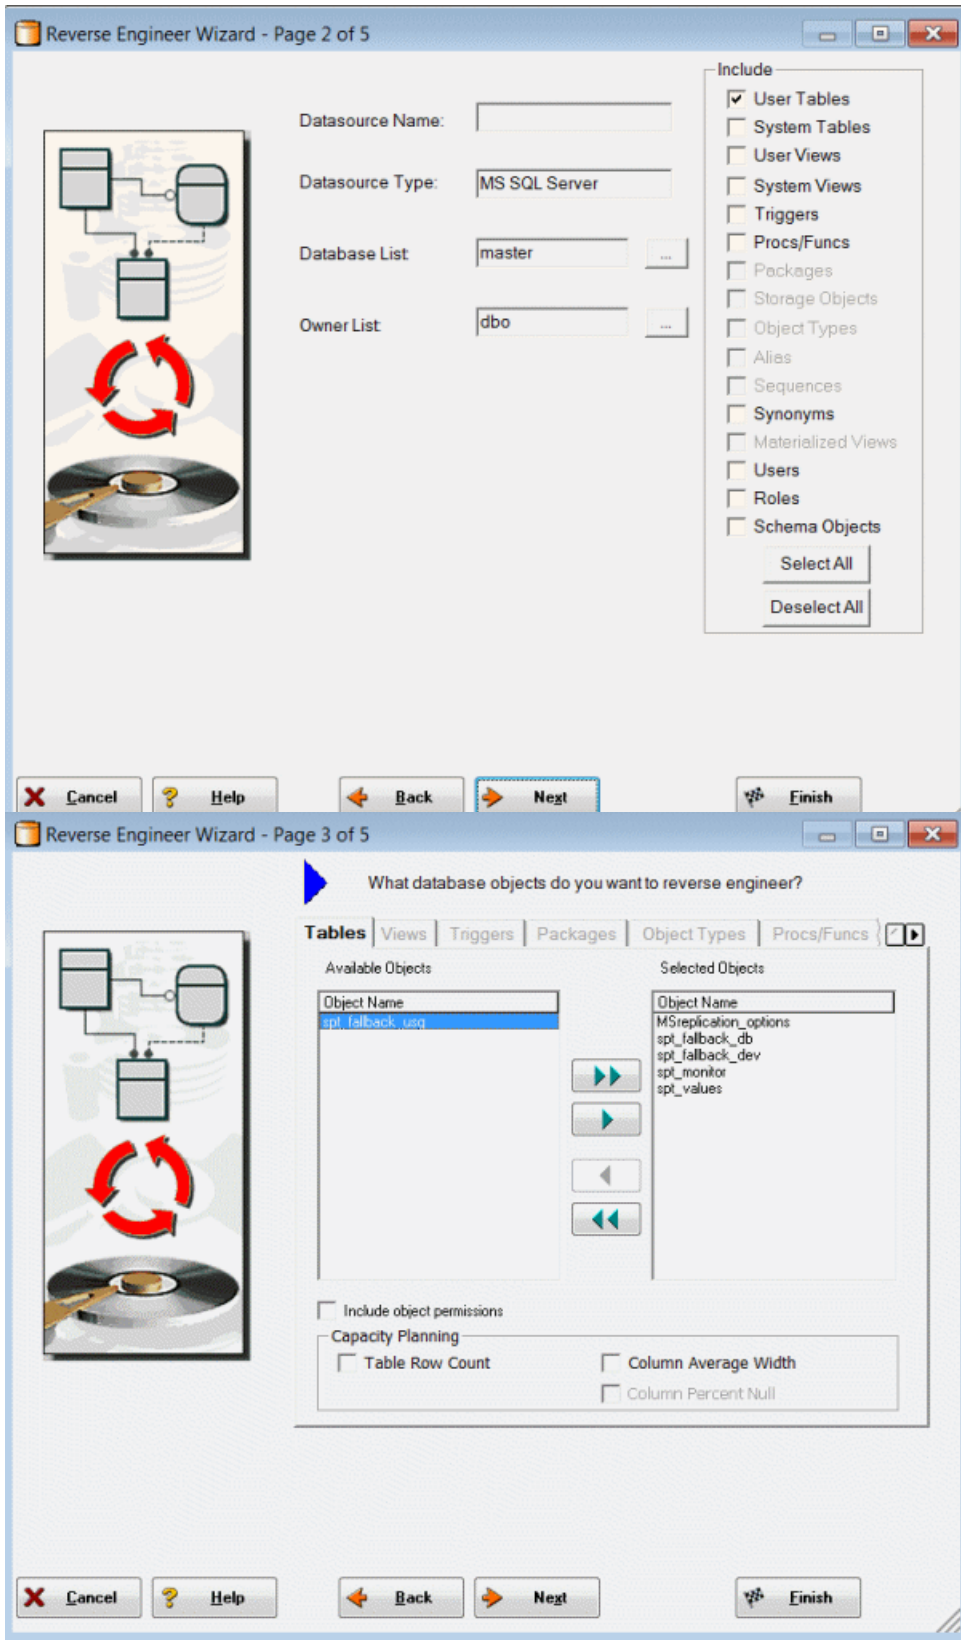 Reverse Engineer Wizard - Page 2 of 5
Include
User Tables
System Tables
User Views
System Views
Triggers
Procs/Funcs
Packages
Storage Objects
Object Types
Alias
Sequences
Synonyms
Materialized Views
Users
Roles
Schema Objects
Select All
Deselect All
Datasource Name:
Datasource Type: MS SQL Server
Database List: master ...
Owner List: dbo ...
Cancel Help Back Next Finish
Reverse Engineer Wizard - Page 3 of 5
What database objects do you want to reverse engineer?
Tables Views Triggers Packages Object Types Procs/Funcs
Available Objects
Object Name
spt_fallback_usg
Selected Objects
Object Name
MSreplication_options
spt_fallback_db
spt_fallback_dev
spt_monitor
spt_values
Include object permissions
Capacity Planning
Table Row Count
Column Average Width
Column Percent Null
Cancel Help Back Next Finish